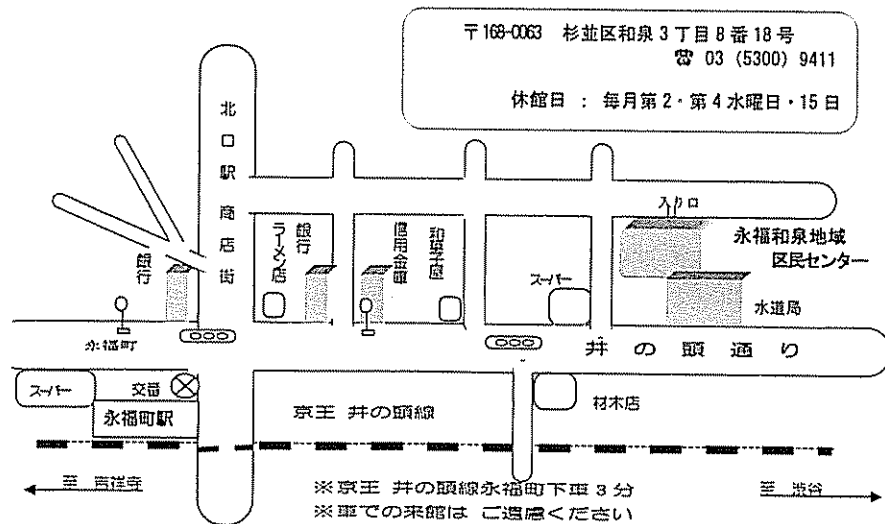 〒168-0063 杉並区和泉3丁目8番18号
☎ 03 (5300) 9411
休館日 : 毎月第2・第4水曜日・15日
北口駅商店街
入り口
永福和泉地域
区民センター
銀行
ラーメン店
銀行
信用金庫
和菓子屋
スーパー
水道局
永福町
井の頭通り
スーパー
交番
永福町駅
京王 井の頭線
材木店
至 吉祥寺
至 渋谷
※京王 井の頭線永福町下車3分
※車での来館は ご遠慮ください